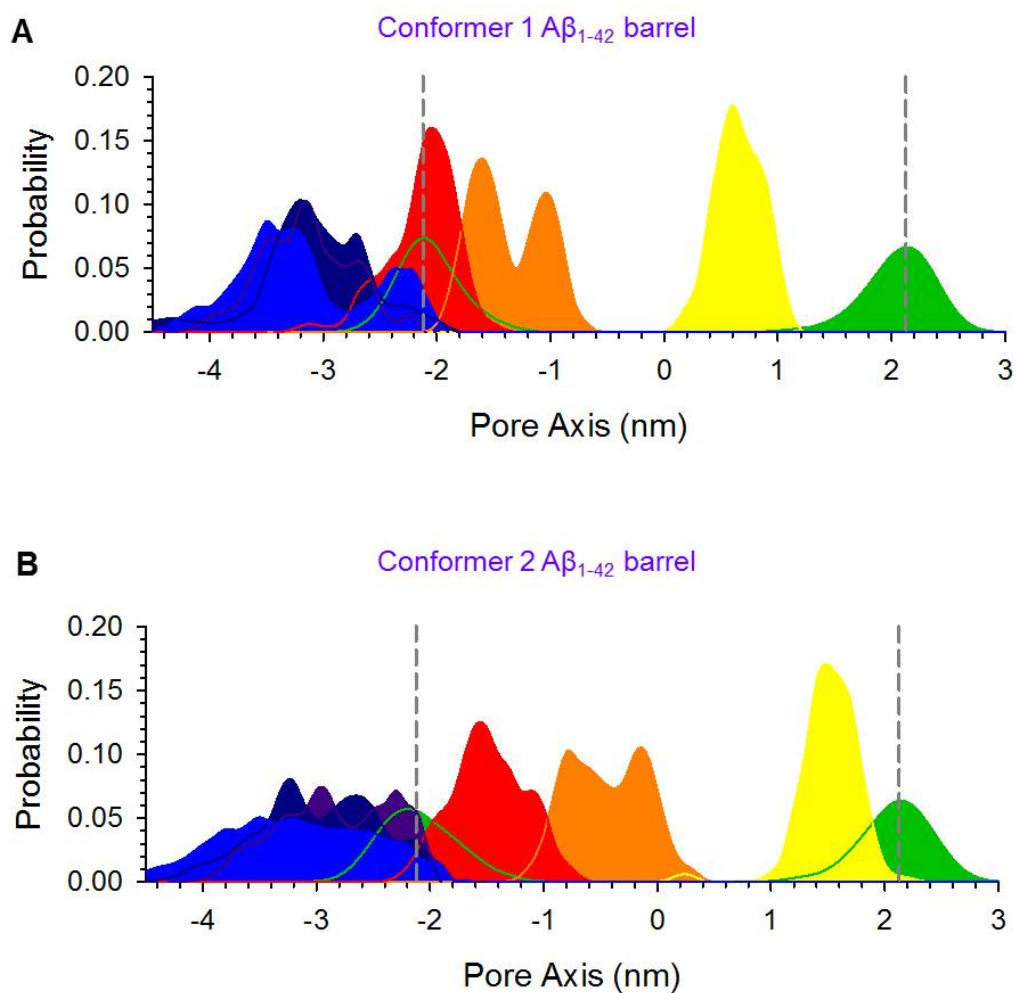 A
Conformer 1 Aβ1-42 barrel
0.20
0.15
0.10
0.05
0.00
Probability
-4 -3 -2 -1 0 1 2 3
Pore Axis (nm)
B
Conformer 2 Aβ1-42 barrel
0.20
0.15
0.10
0.05
0.00
Probability
-4 -3 -2 -1 0 1 2 3
Pore Axis (nm)